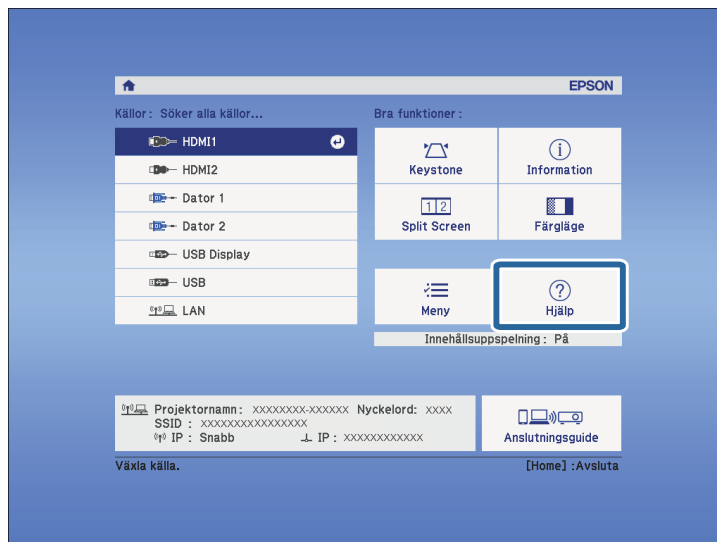 EPSON
Källor : Söker alla källor...
HDMI1
HDMI2
Dator 1
Dator 2
USB Display
USB
LAN
Bra funktioner :
Keystone
Information
1 2
Split Screen
Färgläge
Meny
Hjälp
Innehållsuppspelning : På
Projektornamn : XXXXXXXX-XXXXXX Nyckelord: XXXX
SSID : XXXXXXXXXXXXXXXX
IP : Snabb IP : XXXXXXXXXXXX
Anslutningsguide
Växla källa.
[Home] :Avsluta